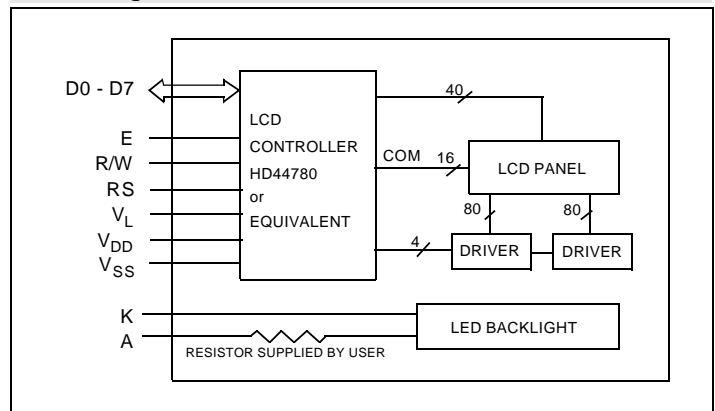 D0 - D7
E
R/W
RS
VL
VDD
VSS
K
A
LCD
CONTROLLER
HD44780
or
EQUIVALENT
40
COM 16
LCD PANEL
80 80
4
DRIVER DRIVER
LED BACKLIGHT
RESISTOR SUPPLIED BY USER